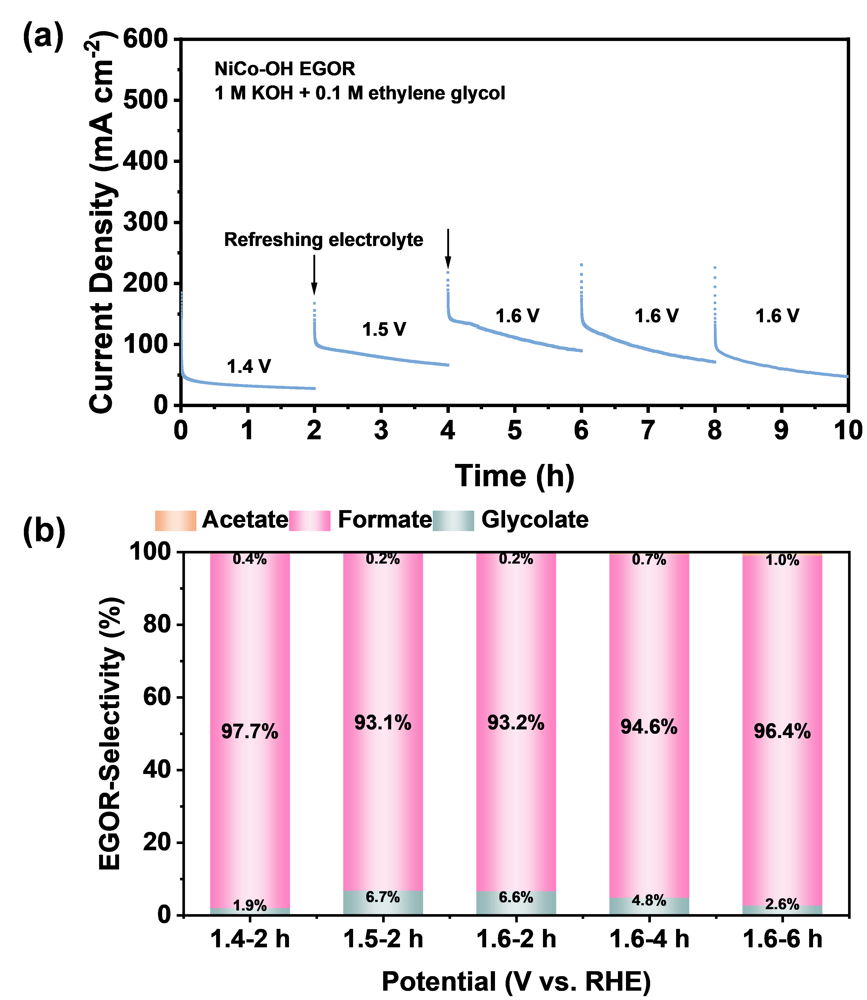 (a)
Current Density (mA cm⁻²)
600
500
400
300
200
100
0
NiCo-OH EGOR
1 M KOH + 0.1 M ethylene glycol
Refreshing electrolyte
1.4 V
1.5 V
1.6 V
1.6 V
1.6 V
0 1 2 3 4 5 6 7 8 9 10
Time (h)
(b)
Acetate Formate Glycolate
EGOR-Selectivity (%)
100
80
60
40
20
0
0.4% 0.2% 0.2% 0.7% 1.0%
97.7% 93.1% 93.2% 94.6% 96.4%
1.9% 6.7% 6.6% 4.8% 2.6%
1.4-2 h 1.5-2 h 1.6-2 h 1.6-4 h 1.6-6 h
Potential (V vs. RHE)